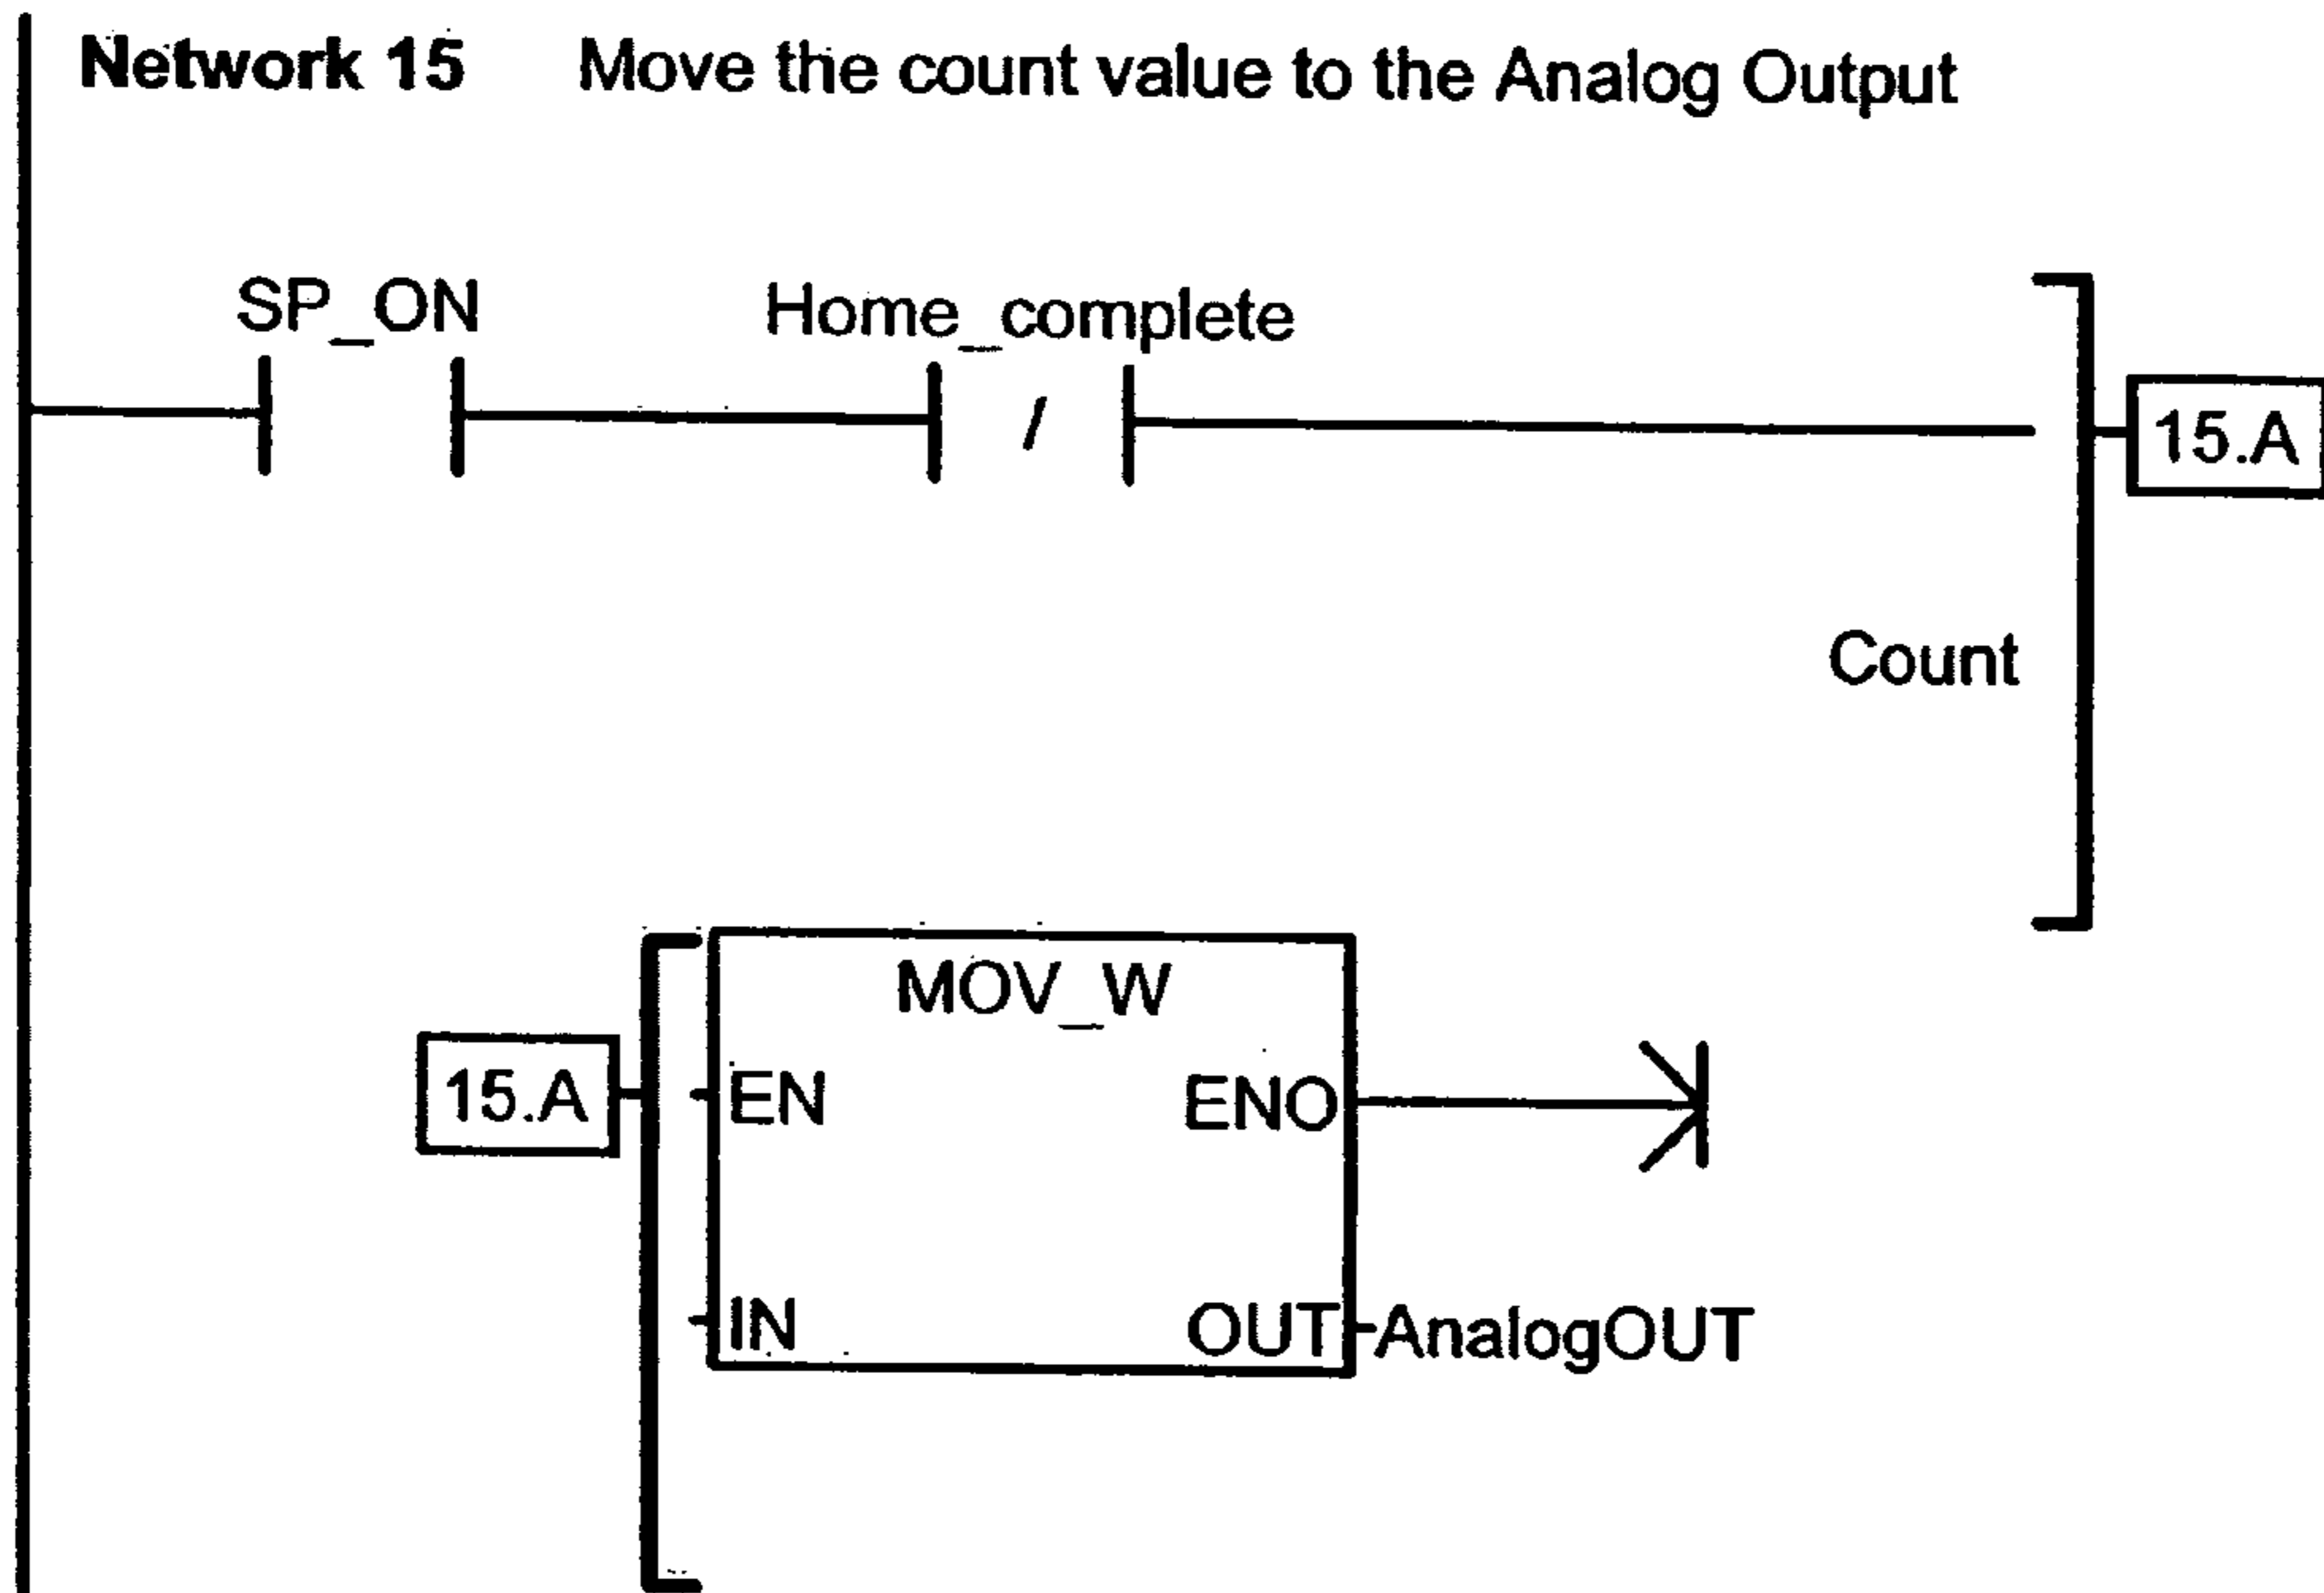 Network 15 Move the count value to the Analog Output
SP_ON Home_complete
/
15.A
Count
MOV_W
15.A EN ENO
IN OUT AnalogOUT